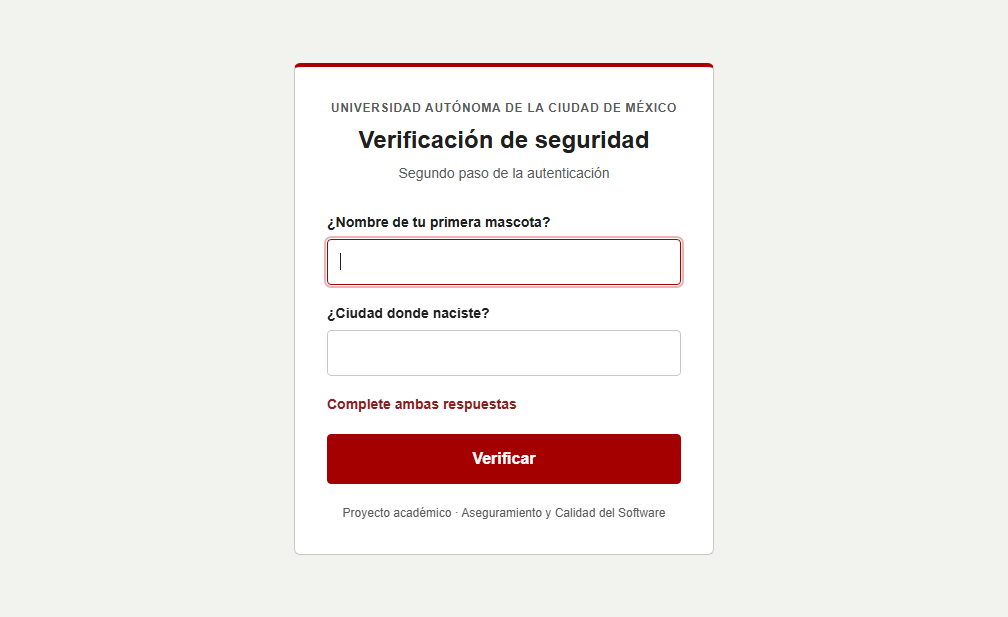 UNIVERSIDAD AUTÓNOMA DE LA CIUDAD DE MÉXICO
Verificación de seguridad
Segundo paso de la autenticación
¿Nombre de tu primera mascota?
¿Ciudad donde naciste?
Complete ambas respuestas
Verificar
Proyecto académico · Aseguramiento y Calidad del Software